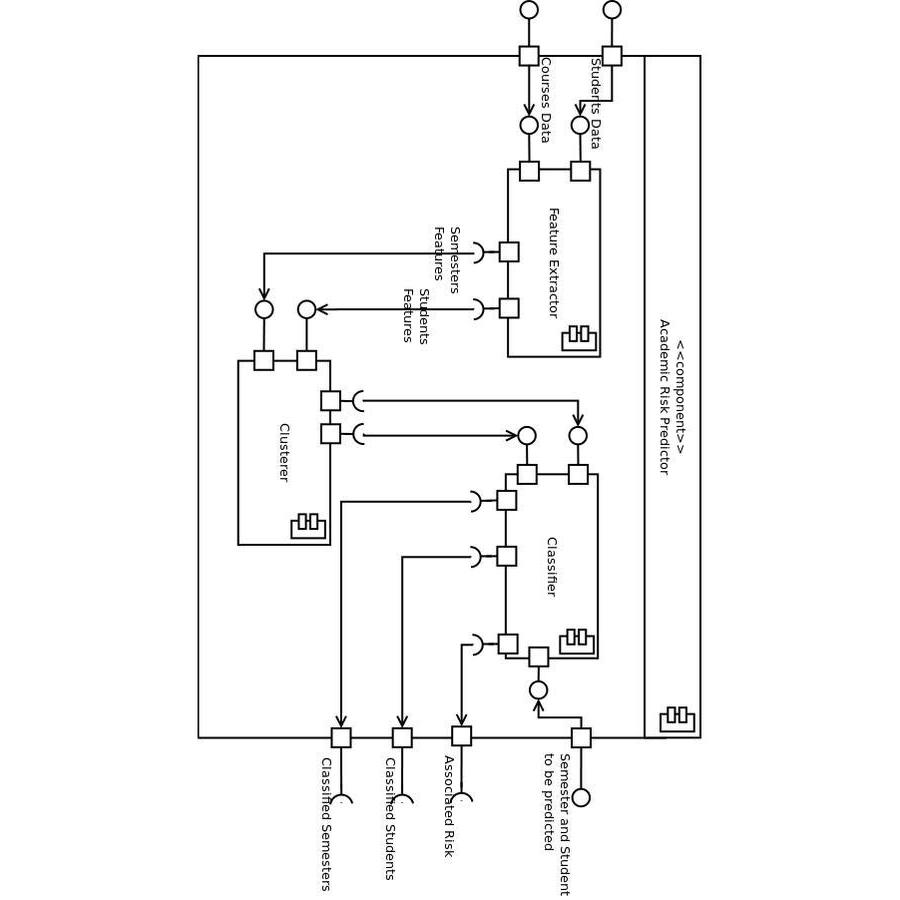 <<component>>
Academic Risk Predictor
Students Data
Courses Data
Feature Extractor
Semesters
Features
Students
Features
Clusterer
Classifier
Semester and Student
to be predicted
Associated Risk
Classified Students
Classified Semesters